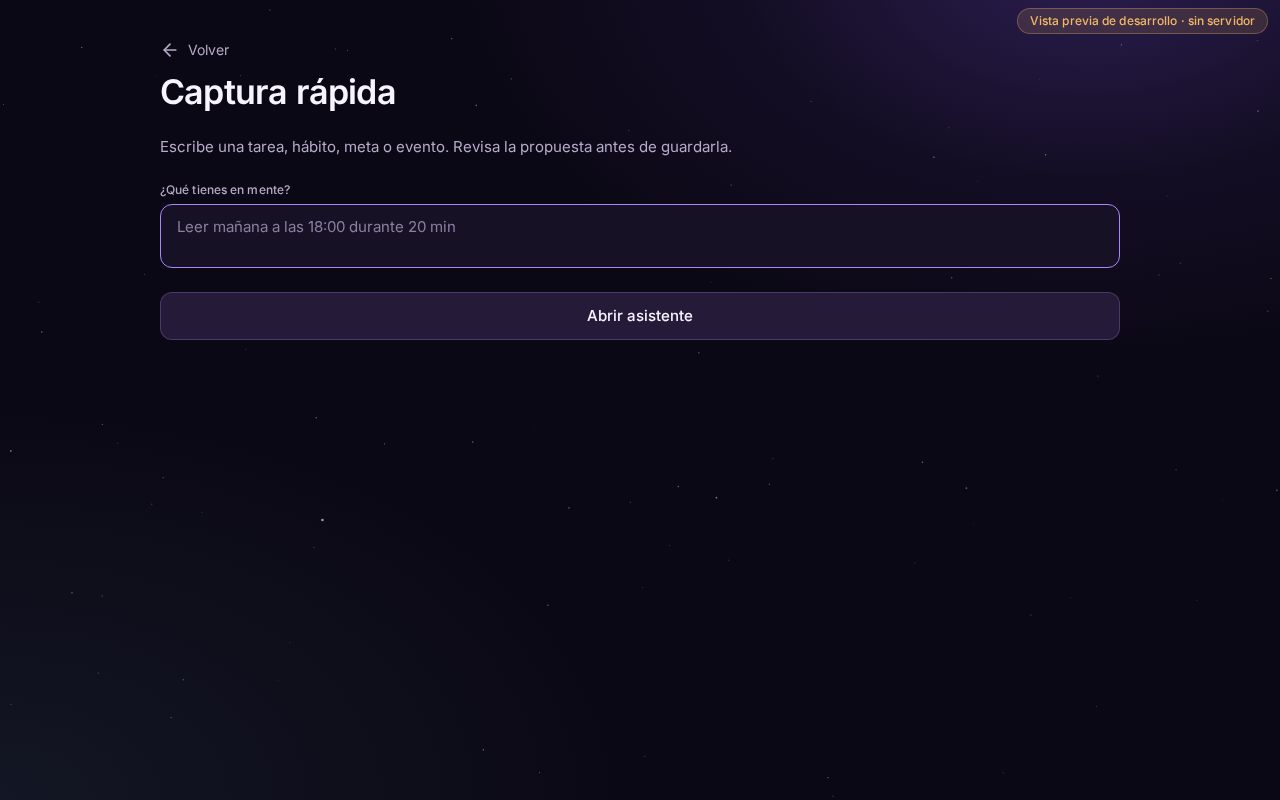 Vista previa de desarrollo · sin servidor
Volver
Captura rápida
Escribe una tarea, hábito, meta o evento. Revisa la propuesta antes de guardarla.
¿Qué tienes en mente?
Leer mañana a las 18:00 durante 20 min
Abrir asistente